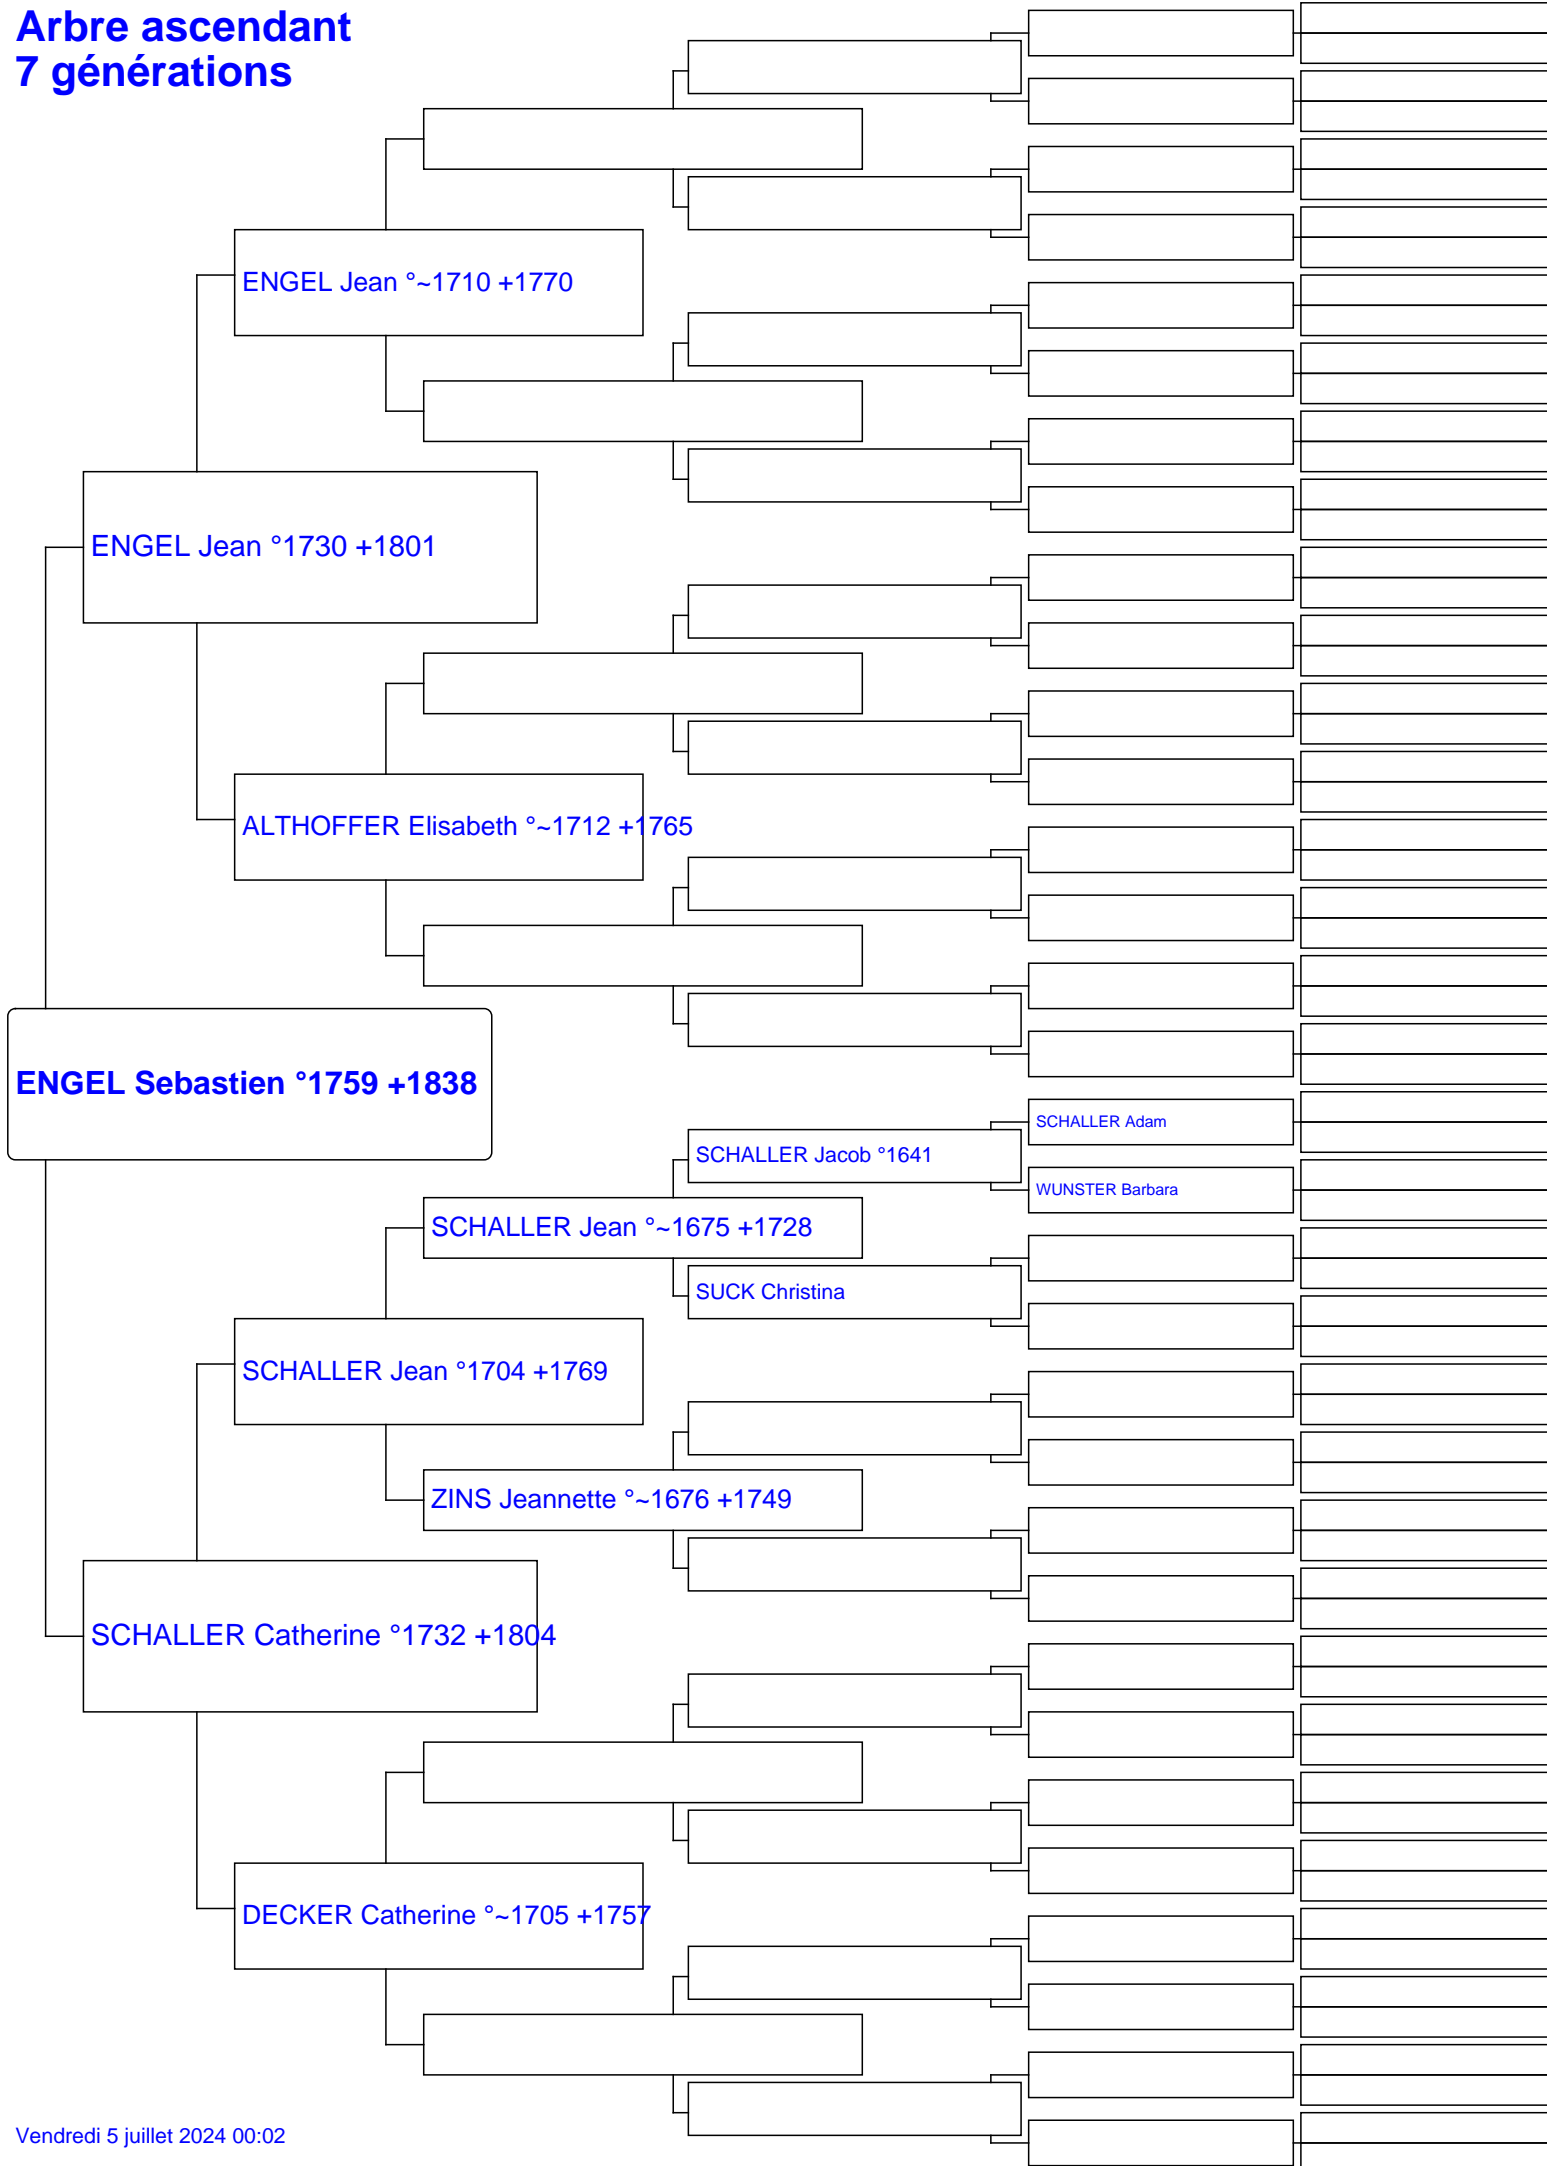 Arbre ascendant
7 générations
ENGEL Jean °~1710 +1770
ENGEL Jean °1730 +1801
ALTHOFFER Elisabeth °~1712 +1765
ENGEL Sebastien °1759 +1838
SCHALLER Adam
SCHALLER Jacob °1641
WUNSTER Barbara
SCHALLER Jean °~1675 +1728
SUCK Christina
SCHALLER Jean °1704 +1769
ZINS Jeannette °~1676 +1749
SCHALLER Catherine °1732 +1804
DECKER Catherine °~1705 +1757
Vendredi 5 juillet 2024 00:02